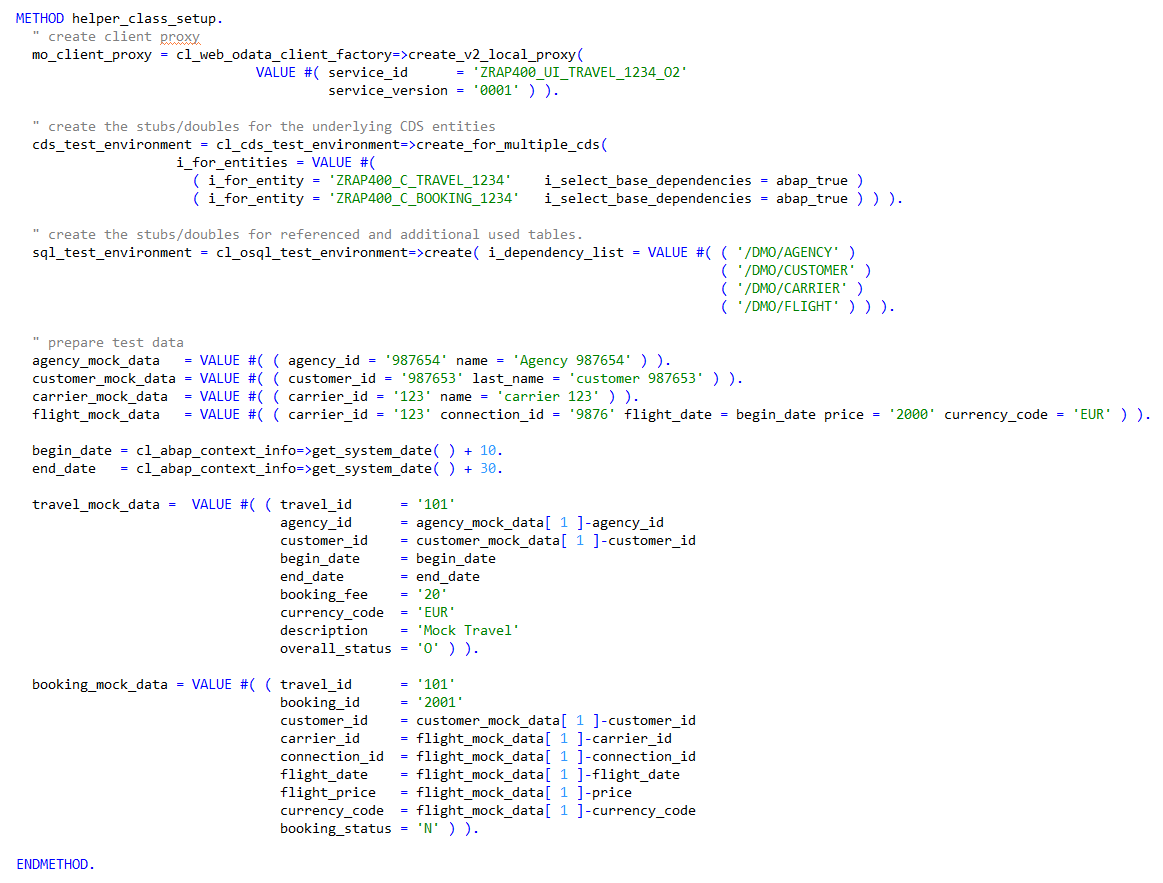 METHOD helper_class_setup.
" create client proxy
mo_client_proxy = cl_web_odata_client_factory=>create_v2_local_proxy(
VALUE #( service_id      = 'ZRAP400_UI_TRAVEL_1234_O2'
service_version = '0001' ) ).
" create the stubs/doubles for the underlying CDS entities
cds_test_environment = cl_cds_test_environment=>create_for_multiple_cds(
i_for_entities = VALUE #(
( i_for_entity = 'ZRAP400_C_TRAVEL_1234'    i_select_base_dependencies = abap_true )
( i_for_entity = 'ZRAP400_C_BOOKING_1234'   i_select_base_dependencies = abap_true ) ) ).
" create the stubs/doubles for referenced and additional used tables.
sql_test_environment = cl_osql_test_environment=>create( i_dependency_list = VALUE #( ( '/DMO/AGENCY' )
( '/DMO/CUSTOMER' )
( '/DMO/CARRIER' )
( '/DMO/FLIGHT' ) ) ).
" prepare test data
agency_mock_data   = VALUE #( ( agency_id = '987654' name = 'Agency 987654' ) ).
customer_mock_data = VALUE #( ( customer_id = '987653' last_name = 'customer 987653' ) ).
carrier_mock_data  = VALUE #( ( carrier_id = '123' name = 'carrier 123' ) ).
flight_mock_data   = VALUE #( ( carrier_id = '123' connection_id = '9876' flight_date = begin_date price = '2000' currency_code = 'EUR' ) ).
begin_date = cl_abap_context_info=>get_system_date( ) + 10.
end_date   = cl_abap_context_info=>get_system_date( ) + 30.
travel_mock_data =  VALUE #( ( travel_id      = '101'
agency_id      = agency_mock_data[ 1 ]-agency_id
customer_id    = customer_mock_data[ 1 ]-customer_id
begin_date     = begin_date
end_date       = end_date
booking_fee    = '20'
currency_code  = 'EUR'
description    = 'Mock Travel'
overall_status = 'O' ) ).
booking_mock_data = VALUE #( ( travel_id      = '101'
booking_id     = '2001'
customer_id    = customer_mock_data[ 1 ]-customer_id
carrier_id     = flight_mock_data[ 1 ]-carrier_id
connection_id  = flight_mock_data[ 1 ]-connection_id
flight_date    = flight_mock_data[ 1 ]-flight_date
flight_price   = flight_mock_data[ 1 ]-price
currency_code  = flight_mock_data[ 1 ]-currency_code
booking_status = 'N' ) ).
ENDMETHOD.